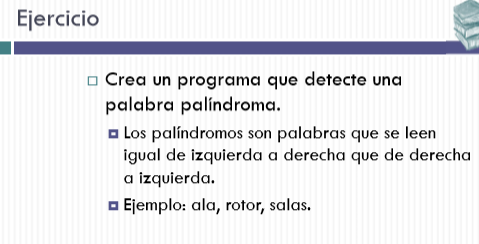 Ejercicio
Crea un programa que detecte una
palabra palíndroma.
Los palíndromos son palabras que se leen
igual de izquierda a derecha que de derecha
a izquierda.
Ejemplo: ala, rotor, salas.